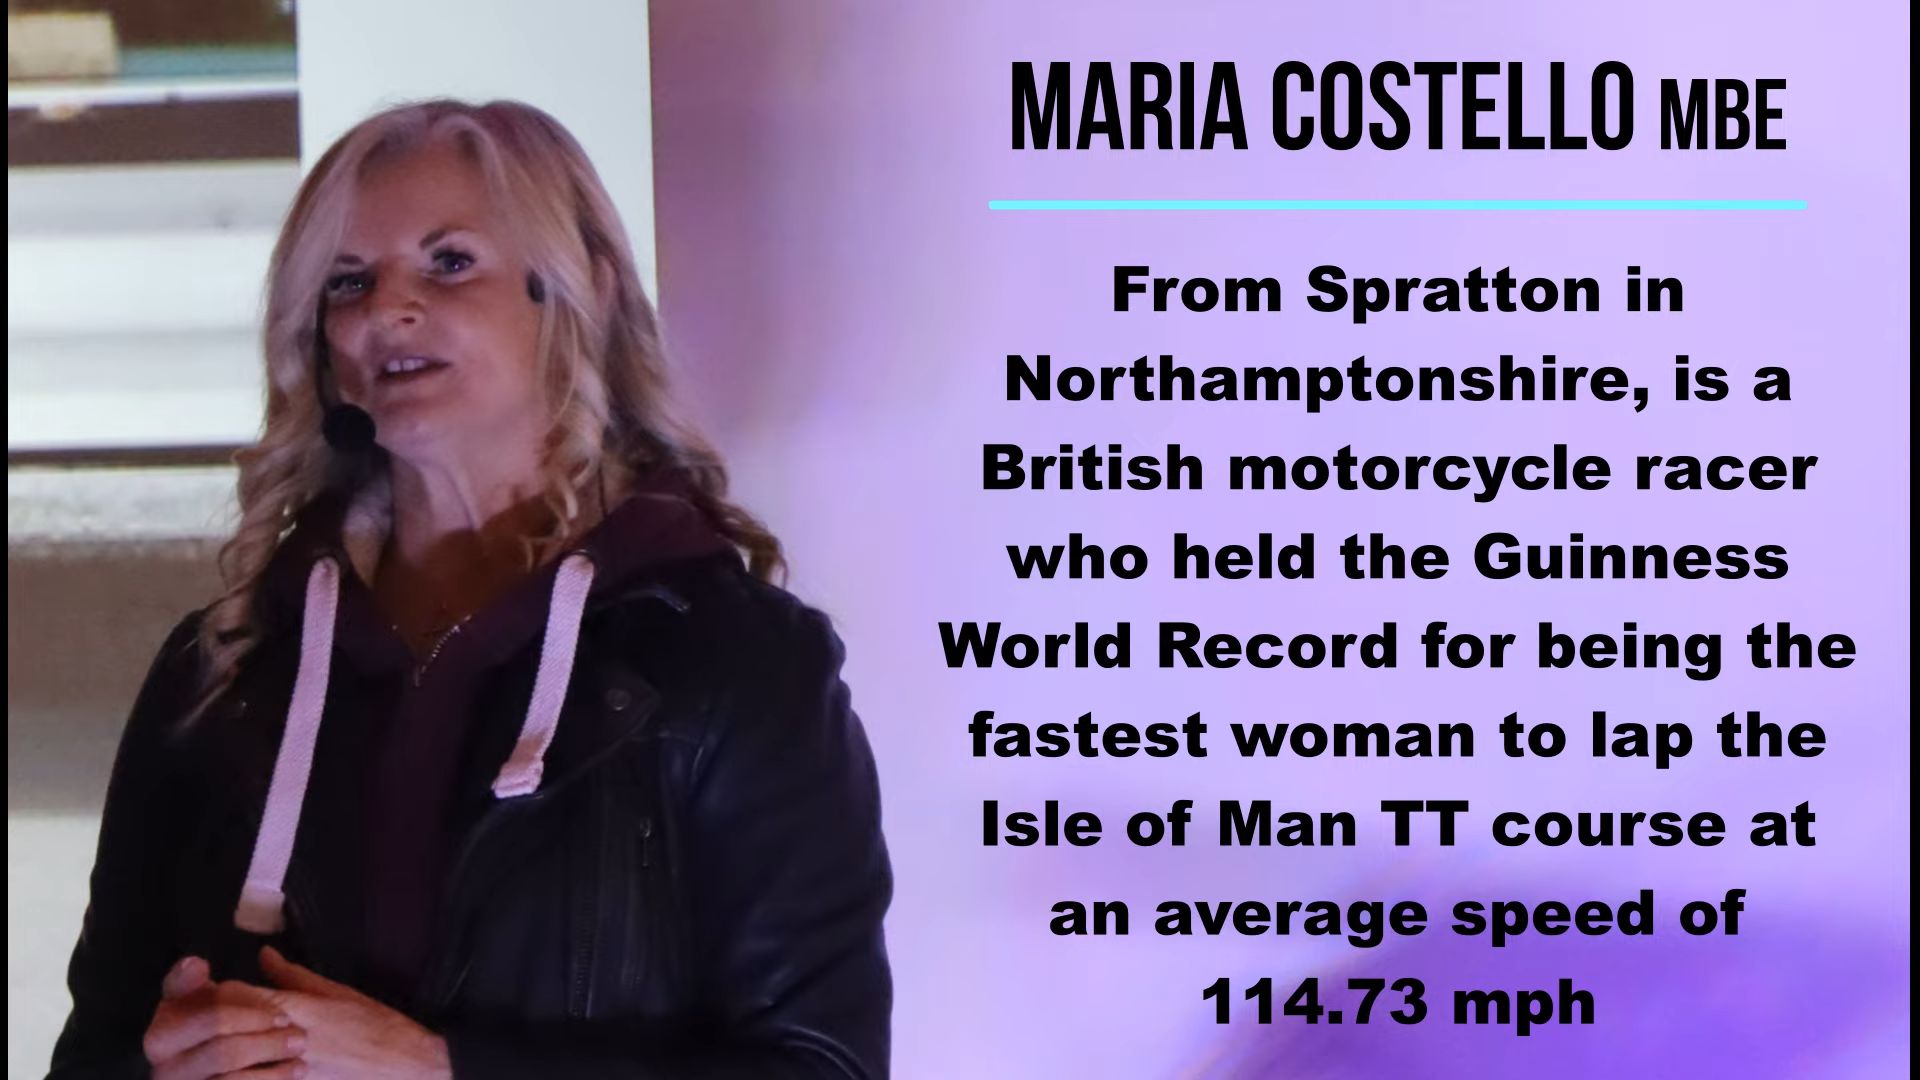 MARIA COSTELLO MBE
From Spratton in
Northamptonshire, is a
British motorcycle racer
who held the Guinness
World Record for being the
fastest woman to lap the
Isle of Man TT course at
an average speed of
114.73 mph